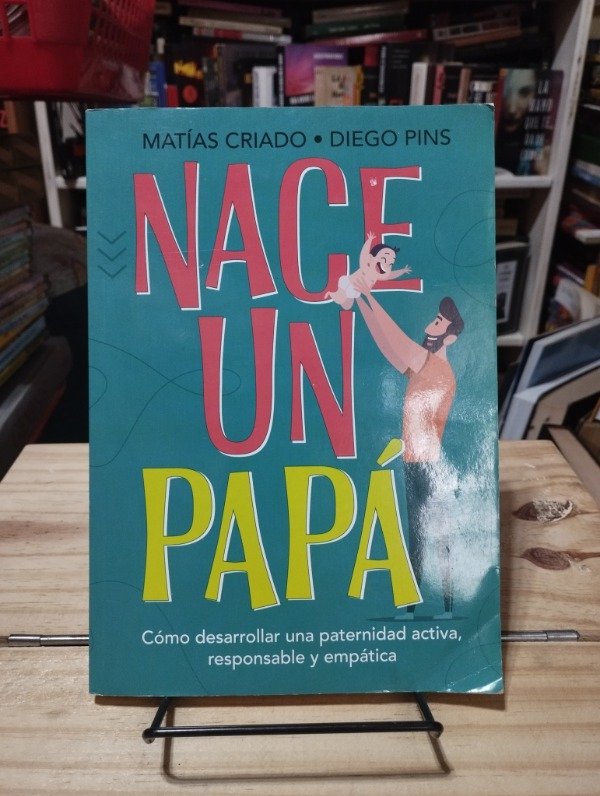 MATÍAS CRIADO • DIEGO PINS
NACE
UN
PAPÁ
Cómo desarrollar una paternidad activa,
responsable y empática